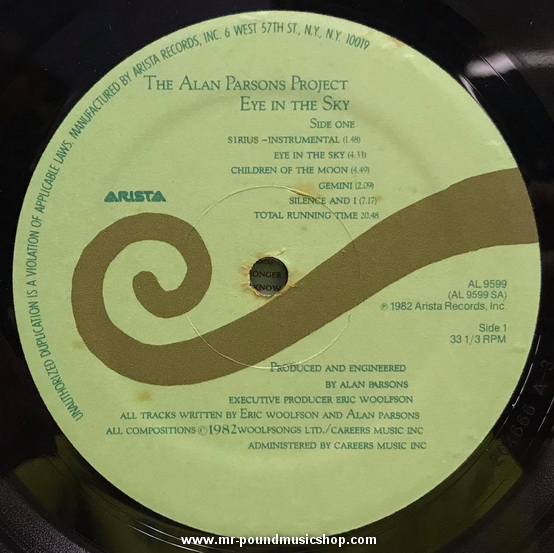 UNAUTHORIZED DUPLICATION IS A VIOLATION OF APPLICABLE LAWS. MANUFACTURED BY ARISTA RECORDS, INC. 6 WEST 57TH ST., N.Y., N.Y. 10019
THE ALAN PARSONS PROJECT
EYE IN THE SKY
SIDE ONE
SIRIUS –INSTRUMENTAL (1.48)
EYE IN THE SKY (4.33)
CHILDREN OF THE MOON (4.49)
GEMINI (2.09)
SILENCE AND I (7.17)
TOTAL RUNNING TIME 20.48
ARISTA
ONGER
KNOW
AL 9599
(AL 9599 SA)
℗ 1982 Arista Records, Inc.
Side 1
33 1/3 RPM
PRODUCED AND ENGINEERED
BY ALAN PARSONS
EXECUTIVE PRODUCER ERIC WOOLFSON
ALL TRACKS WRITTEN BY ERIC WOOLFSON AND ALAN PARSONS
ALL COMPOSITIONS ©1982 WOOLFSONGS LTD./CAREERS MUSIC INC
ADMINISTERED BY CAREERS MUSIC INC
www.mr-poundmusicshop.com